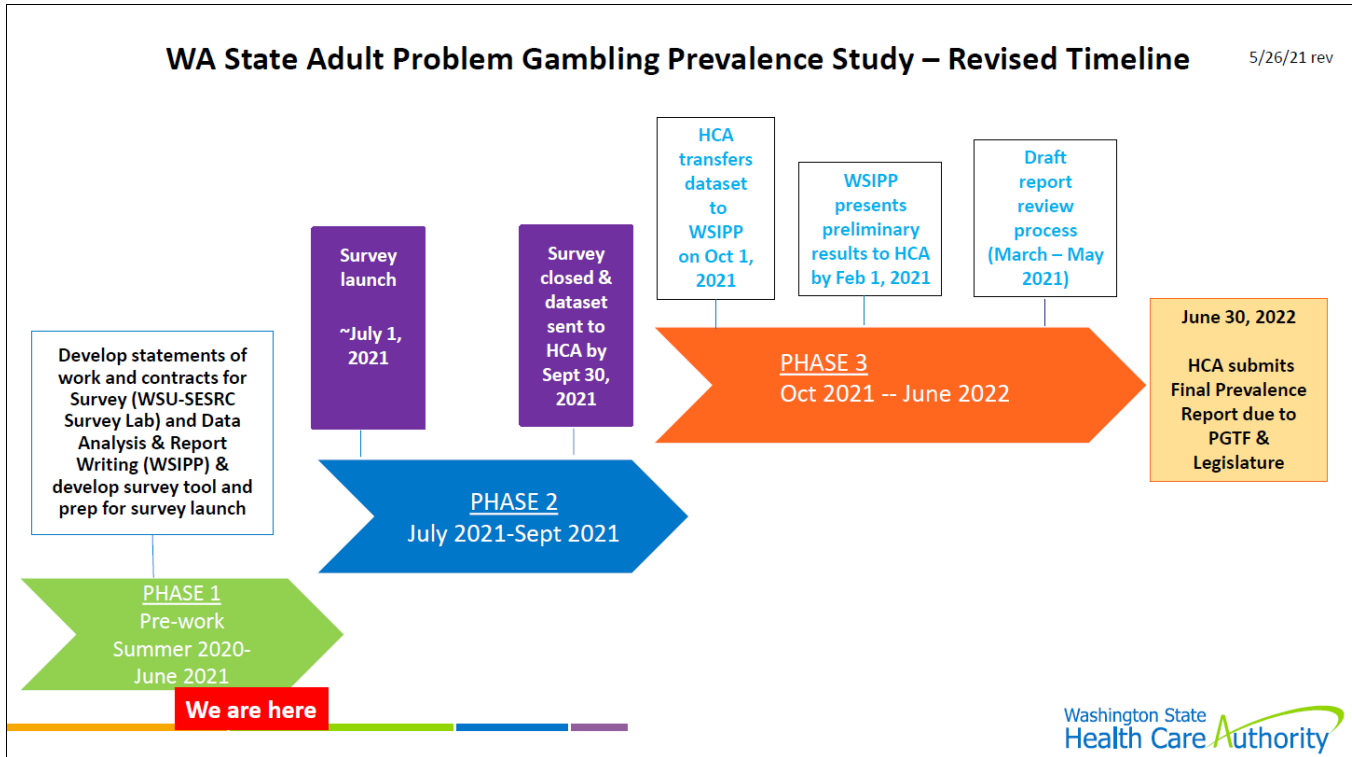 WA State Adult Problem Gambling Prevalence Study – Revised Timeline
5/26/21 rev
Develop statements of
work and contracts for
Survey (WSU-SESRC
Survey Lab) and Data
Analysis & Report
Writing (WSIPP) &
develop survey tool and
prep for survey launch
PHASE 1
Pre-work
Summer 2020-
June 2021
We are here
Survey
launch
~July 1,
2021
Survey
closed &
dataset
sent to
HCA by
Sept 30,
2021
PHASE 2
July 2021-Sept 2021
HCA
transfers
dataset
to
WSIPP
on Oct 1,
2021
WSIPP
presents
preliminary
results to HCA
by Feb 1, 2021
Draft
report
review
process
(March – May
2021)
PHASE 3
Oct 2021 -- June 2022
June 30, 2022
HCA submits
Final Prevalence
Report due to
PGTF &
Legislature
Washington State
Health Care Authority